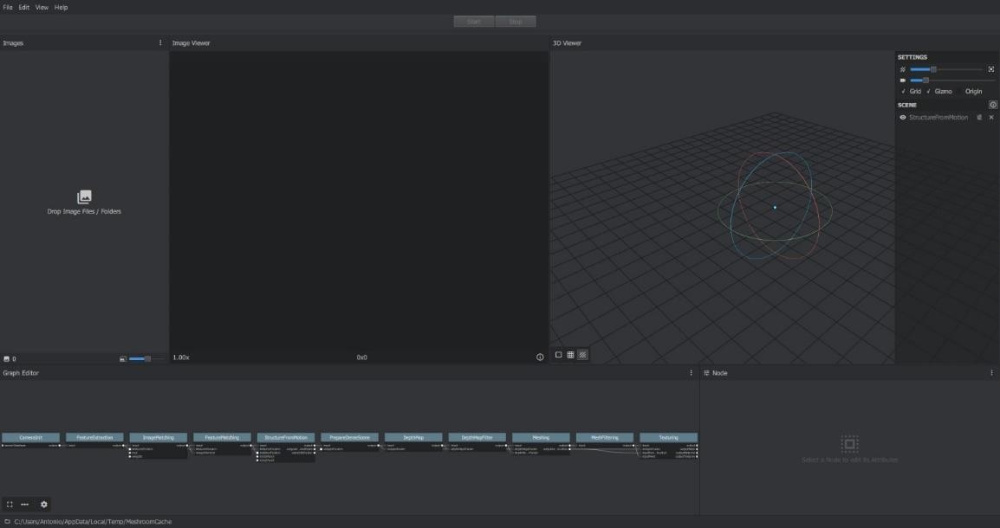 File Edit View Help
Start Stop
Images
Image Viewer
3D Viewer
SETTINGS
Grid Gizmo Origin
SCENE
StructureFromMotion
Drop Image Files / Folders
0
1.00x
0x0
Graph Editor
Node
CameraInit FeatureExtraction ImageMatching FeatureMatching StructureFromMotion PrepareDenseScene DepthMap DepthMapFilter Meshing MeshFiltering Texturing
Select a Node to edit its Attributes
C:/Users/Antonio/AppData/Local/Temp/MeshroomCache